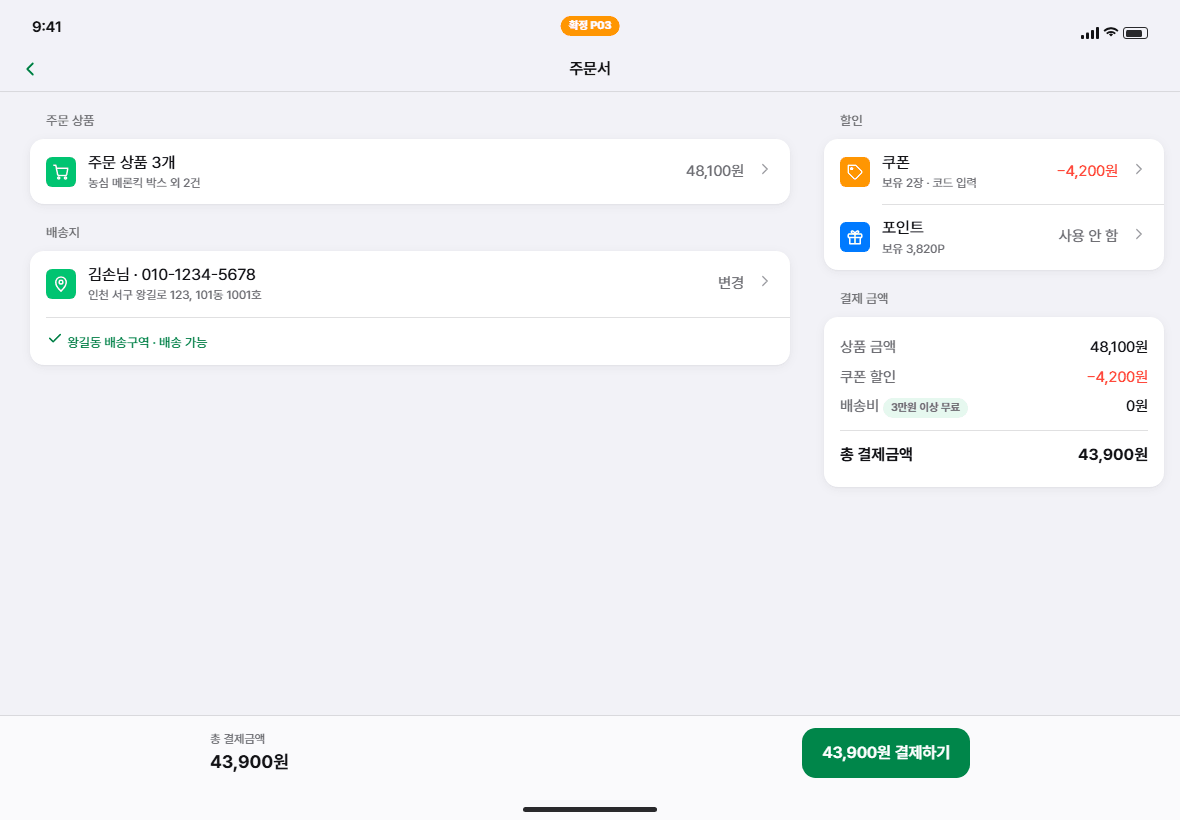 9:41
확정 P03
주문서
주문 상품
주문 상품 3개
농심 메론킥 박스 외 2건
48,100원
배송지
김손님 · 010-1234-5678
인천 서구 왕길로 123, 101동 1001호
변경
왕길동 배송구역 · 배송 가능
할인
쿠폰
보유 2장 · 코드 입력
−4,200원
포인트
보유 3,820P
사용 안 함
결제 금액
상품 금액 48,100원
쿠폰 할인 −4,200원
배송비 3만원 이상 무료 0원
총 결제금액 43,900원
총 결제금액
43,900원
43,900원 결제하기